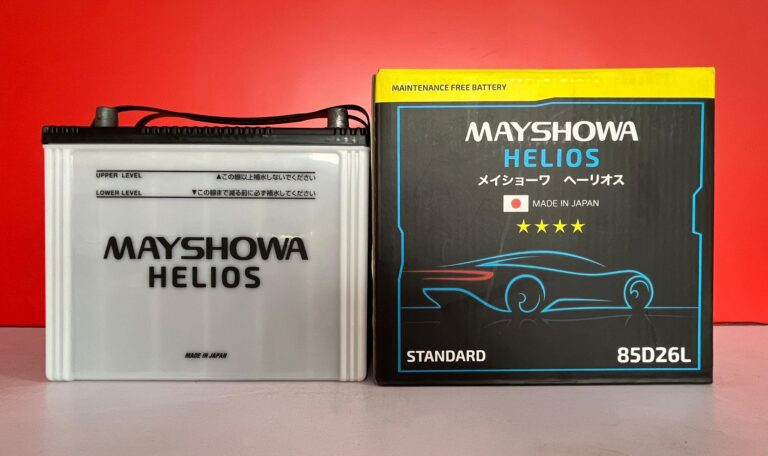 UPPER LEVEL ▲この線以上補水しないでください
LOWER LEVEL ▼この線まで減る前に必ず補水してください
MAYSHOWA
HELIOS
MADE IN JAPAN
MAINTENANCE FREE BATTERY
MAYSHOWA
HELIOS
メイショーワ ヘーリオス
MADE IN JAPAN
STANDARD 85D26L